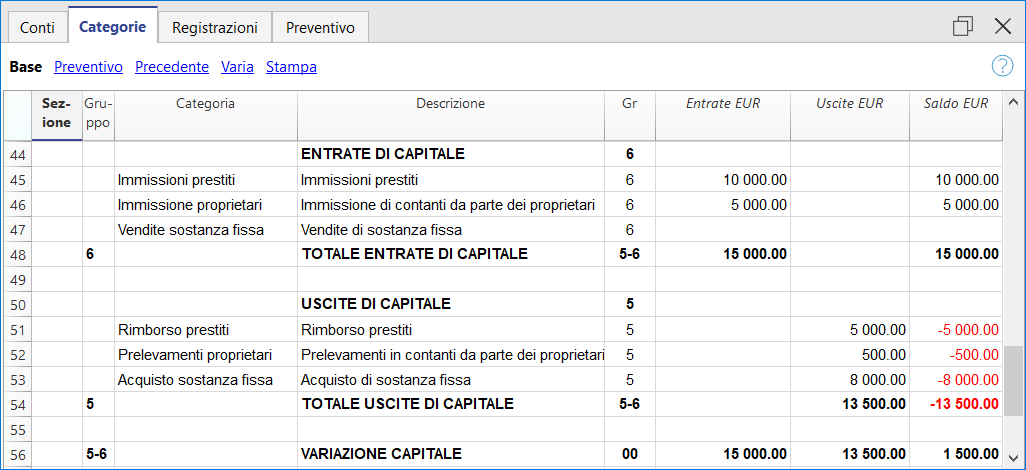 Conti Categorie Registrazioni Preventivo
Base Preventivo Precedente Varia Stampa
Sez-ione Gru-ppo Categoria Descrizione Gr Entrate EUR Uscite EUR Saldo EUR
44 ENTRATE DI CAPITALE 6
45 Immissioni prestiti Immissioni prestiti 6 10 000.00 10 000.00
46 Immissione proprietari Immissione di contanti da parte dei proprietari 6 5 000.00 5 000.00
47 Vendite sostanza fissa Vendite di sostanza fissa 6
48 6 TOTALE ENTRATE DI CAPITALE 5-6 15 000.00 15 000.00
49
50 USCITE DI CAPITALE 5
51 Rimborso prestiti Rimborso prestiti 5 5 000.00 -5 000.00
52 Prelevamenti proprietari Prelevamenti in contanti da parte dei proprietari 5 500.00 -500.00
53 Acquisto sostanza fissa Acquisto di sostanza fissa 5 8 000.00 -8 000.00
54 5 TOTALE USCITE DI CAPITALE 5-6 13 500.00 -13 500.00
55
56 5-6 VARIAZIONE CAPITALE 00 15 000.00 13 500.00 1 500.00